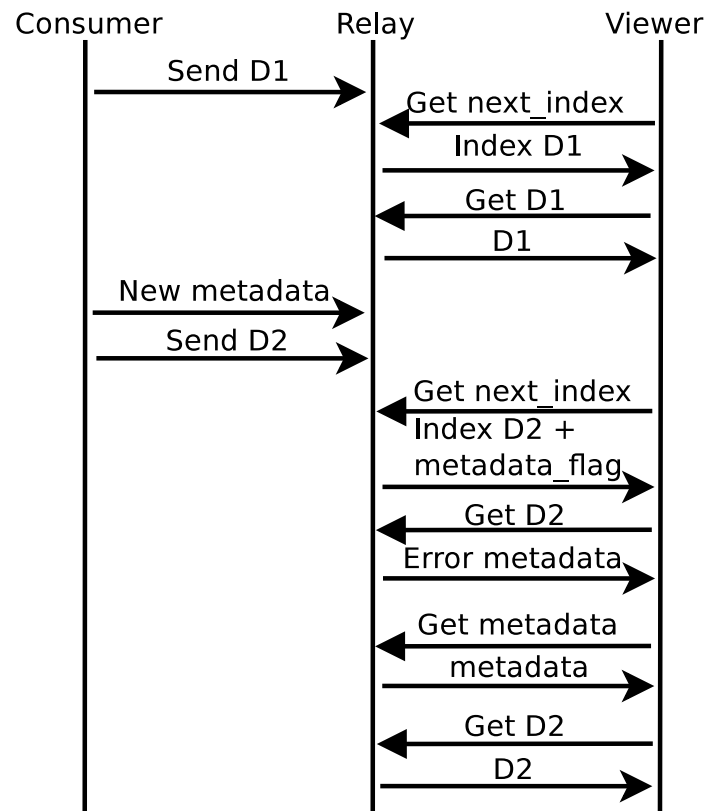 Consumer Relay Viewer
Send D1
Get next_index
Index D1
Get D1
D1
New metadata
Send D2
Get next_index
Index D2 +
metadata_flag
Get D2
Error metadata
Get metadata
metadata
Get D2
D2